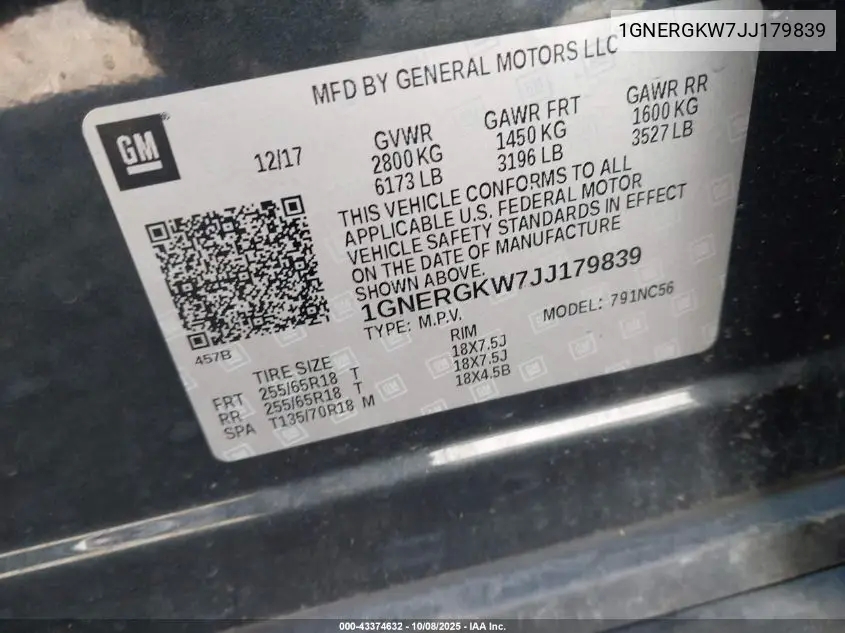 1GNERGKW7JJ179839
MFD BY GENERAL MOTORS LLC
GM ®
12/17
GVWR
2800 KG
6173 LB
GAWR FRT
1450 KG
3196 LB
GAWR RR
1600 KG
3527 LB
THIS VEHICLE CONFORMS TO ALL
APPLICABLE U.S. FEDERAL MOTOR
VEHICLE SAFETY STANDARDS IN EFFECT
ON THE DATE OF MANUFACTURE
SHOWN ABOVE.
1GNERGKW7JJ179839
TYPE: M.P.V.
MODEL: 791NC56
457B
TIRE SIZE
RIM
FRT 255/65R18 T 18X7.5J
RR 255/65R18 T 18X7.5J
SPA T135/70R18 M 18X4.5B
000-43374632 - 10/08/2025 - IAA Inc.